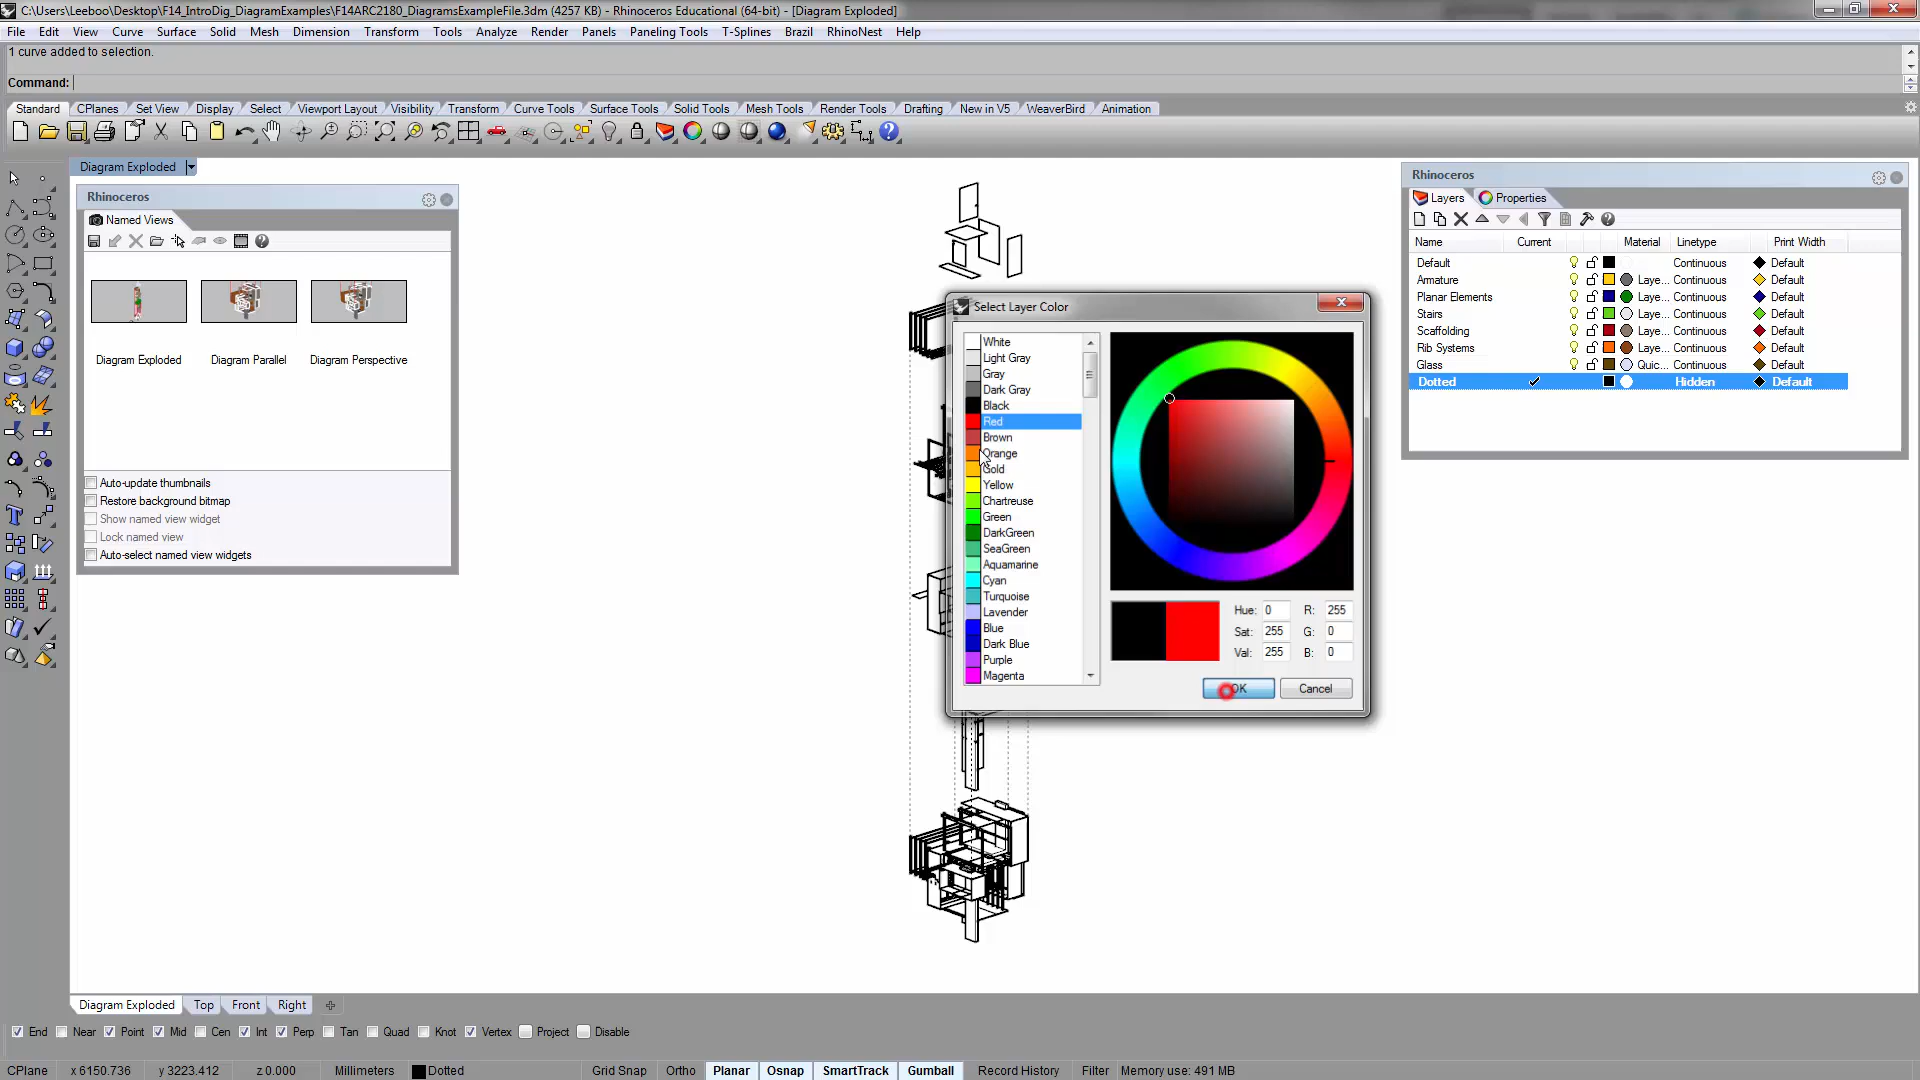 C:\Users\Leeboo\Desktop\F14_IntroDig_DiagramExamples\F14ARC2180_DiagramsExampleFile.3dm (4257 KB) - Rhinoceros Educational (64-bit) - [Diagram Exploded]
File Edit View Curve Surface Solid Mesh Dimension Transform Tools Analyze Render Panels Paneling Tools T-Splines Brazil RhinoNest Help
1 curve added to selection.
Command:
Standard CPlanes Set View Display Select Viewport Layout Visibility Transform Curve Tools Surface Tools Solid Tools Mesh Tools Render Tools Drafting New in V5 WeaverBird Animation
Diagram Exploded
Rhinoceros
Named Views
Diagram Exploded Diagram Parallel Diagram Perspective
Auto-update thumbnails
Restore background bitmap
Show named view widget
Lock named view
Auto-select named view widgets
Select Layer Color
White
Light Gray
Gray
Dark Gray
Black
Red
Brown
Orange
Gold
Yellow
Chartreuse
Green
DarkGreen
SeaGreen
Aquamarine
Cyan
Turquoise
Lavender
Blue
Dark Blue
Purple
Magenta
Hue: 0 R: 255
Sat: 255 G: 0
Val: 255 B: 0
OK Cancel
Rhinoceros
Layers Properties
Name Current Material Linetype Print Width
Default Continuous Default
Armature Laye... Continuous Default
Planar Elements Laye... Continuous Default
Stairs Laye... Continuous Default
Scaffolding Laye... Continuous Default
Rib Systems Laye... Continuous Default
Glass Quic... Continuous Default
Dotted Hidden Default
Diagram Exploded Top Front Right
End Near Point Mid Cen Int Perp Tan Quad Knot Vertex Project Disable
CPlane x 6150.736 y 3223.412 z 0.000 Millimeters Dotted Grid Snap Ortho Planar Osnap SmartTrack Gumball Record History Filter Memory use: 491 MB